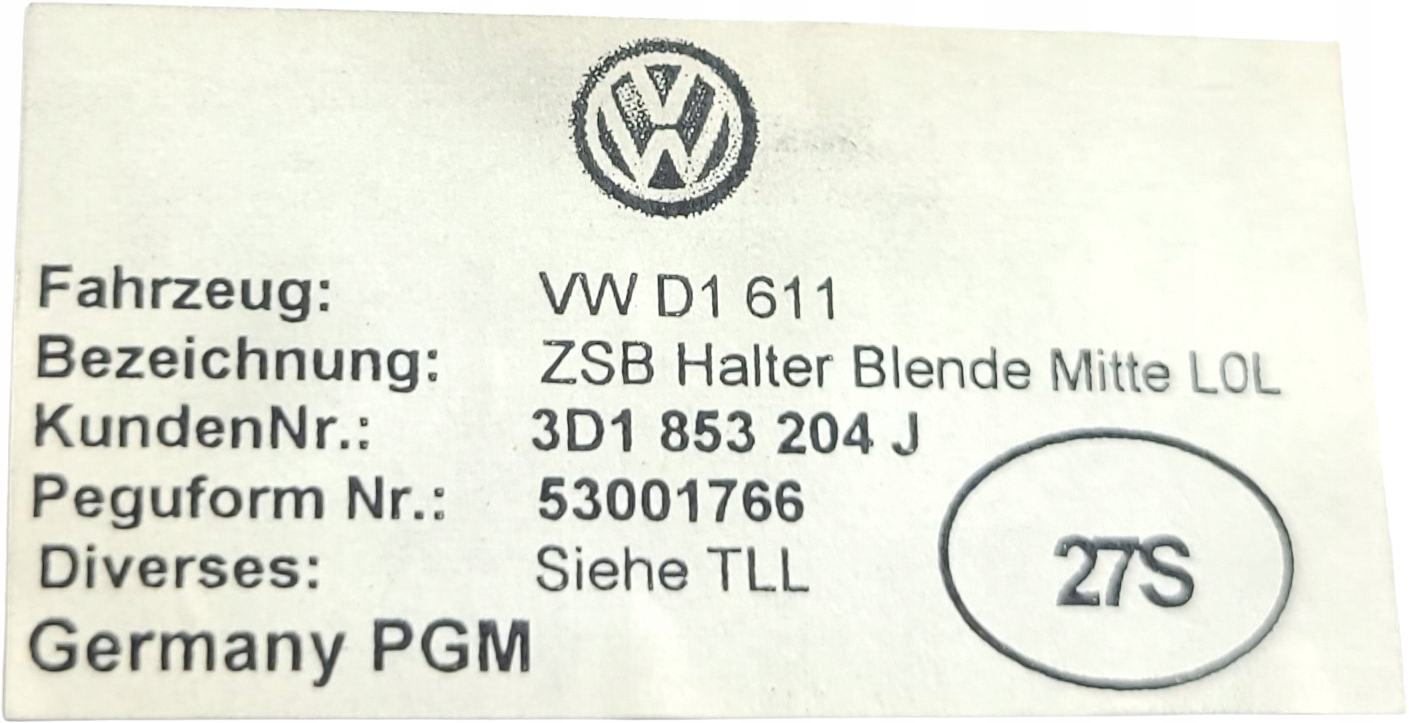 Fahrzeug: VW D1 611
Bezeichnung: ZSB Halter Blende Mitte L0L
KundenNr.: 3D1 853 204 J
Peguform Nr.: 53001766
Diverses: Siehe TLL
27S
Germany PGM